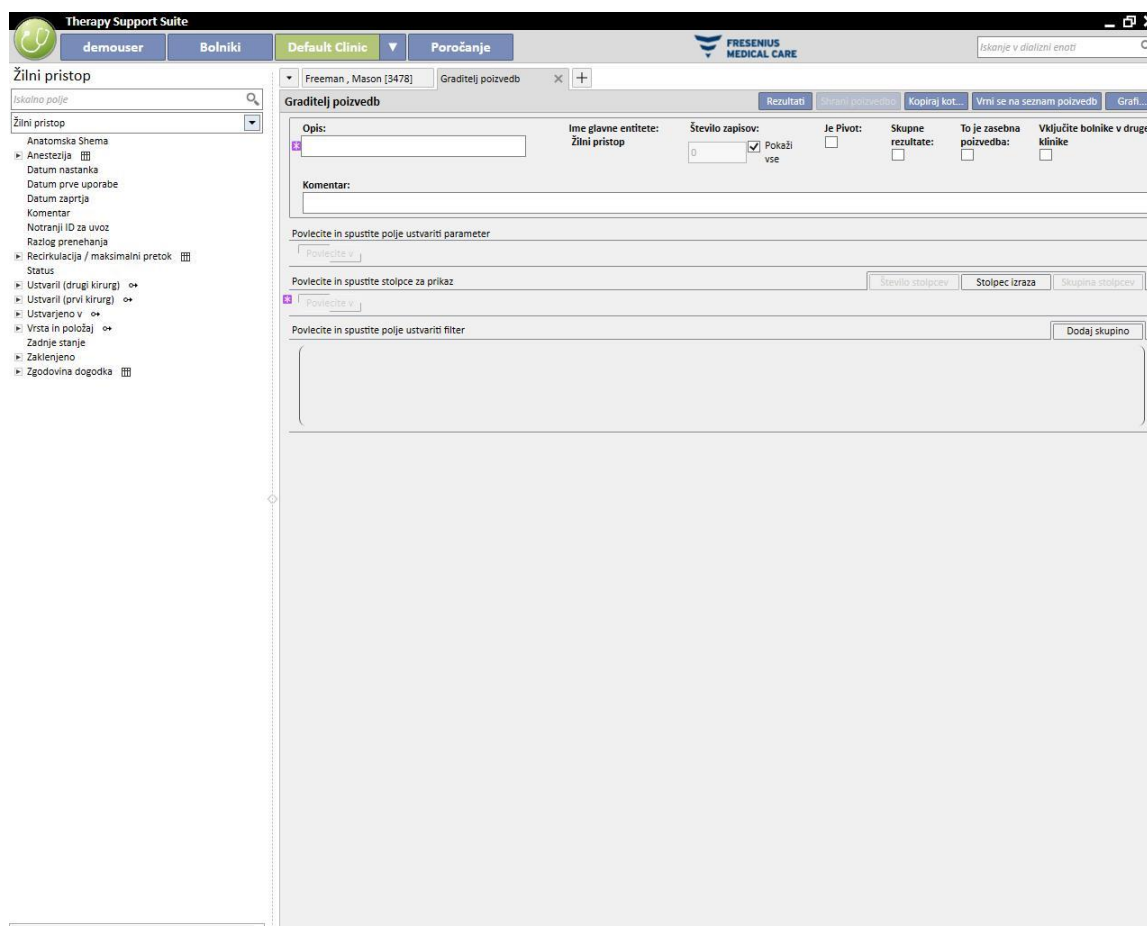 Therapy Support Suite
demouser
Bolniki
Default Clinic
Poročanje
FRESENIUS
MEDICAL CARE
Iskanje v dializni enoti
Žilni pristop
Iskalno polje
Žilni pristop
Anatomska Shema
Anestezija
Datum nastanka
Datum prve uporabe
Datum zaprtja
Komentar
Notranji ID za uvoz
Razlog prenehanja
Recirkulacija / maksimalni pretok
Status
Ustvaril (drugi kirurg)
Ustvaril (prvi kirurg)
Ustvarjeno v
Vrsta in položaj
Zadnje stanje
Zaklenjeno
Zgodovina dogodka
Freeman , Mason [3478]
Graditelj poizvedb
Graditelj poizvedb
Rezultati
Shrani poizvedbo
Kopiraj kot...
Vrni se na seznam poizvedb
Grafi...
Opis:
Ime glavne entitete:
Žilni pristop
Število zapisov:
0
Pokaži
vse
Je Pivot:
Skupne
rezultate:
To je zasebna
poizvedba:
Vključite bolnike v druge
klinike
Komentar:
Povlecite in spustite polje ustvariti parameter
Povlecite v
Povlecite in spustite stolpce za prikaz
Število stolpcev
Stolpec izraza
Skupina stolpcev
Povlecite v
Povlecite in spustite polje ustvariti filter
Dodaj skupino